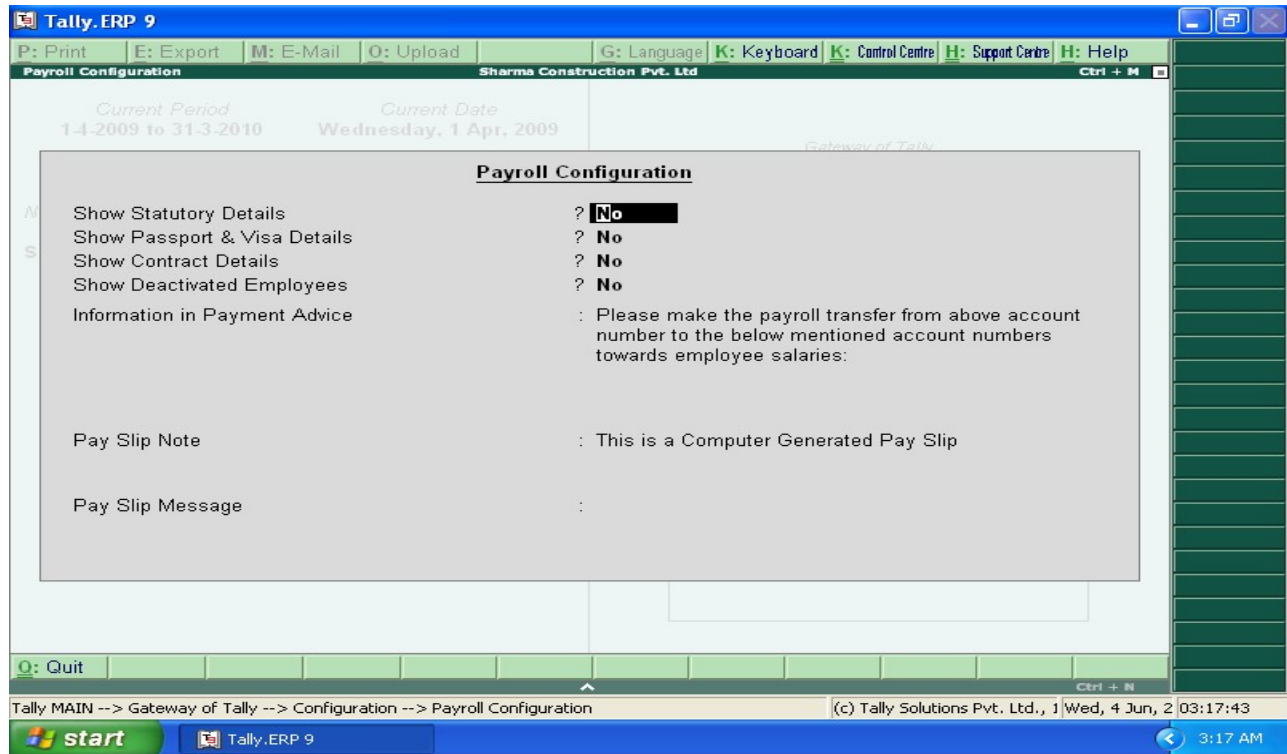 Tally.ERP 9
P: Print E: Export M: E-Mail O: Upload G: Language K: Keyboard K: Control Centre H: Support Centre H: Help
Payroll Configuration Sharma Construction Pvt. Ltd Ctrl + M
Current Period Current Date
1-4-2009 to 31-3-2010 Wednesday, 1 Apr, 2009
Gateway of Tally
Payroll Configuration
Show Statutory Details ? No
Show Passport & Visa Details ? No
Show Contract Details ? No
Show Deactivated Employees ? No
Information in Payment Advice : Please make the payroll transfer from above account
number to the below mentioned account numbers
towards employee salaries:
Pay Slip Note : This is a Computer Generated Pay Slip
Pay Slip Message :
Q: Quit
Ctrl + N
Tally MAIN --> Gateway of Tally --> Configuration --> Payroll Configuration (c) Tally Solutions Pvt. Ltd., 1 Wed, 4 Jun, 2 03:17:43
start Tally.ERP 9 3:17 AM